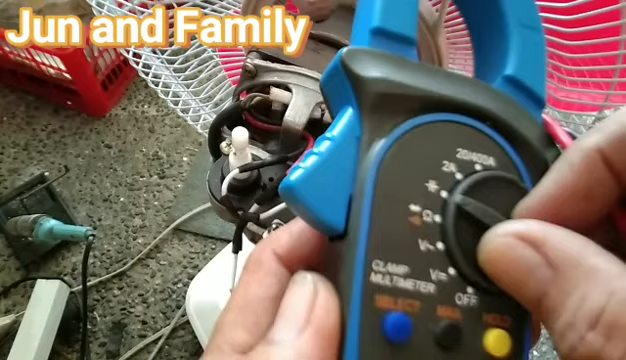 Jun and Family
20/400A
2A
Ω
V~
V=
OFF
CLAMP
MULTIMETER
SELECT
MAX
HOLD